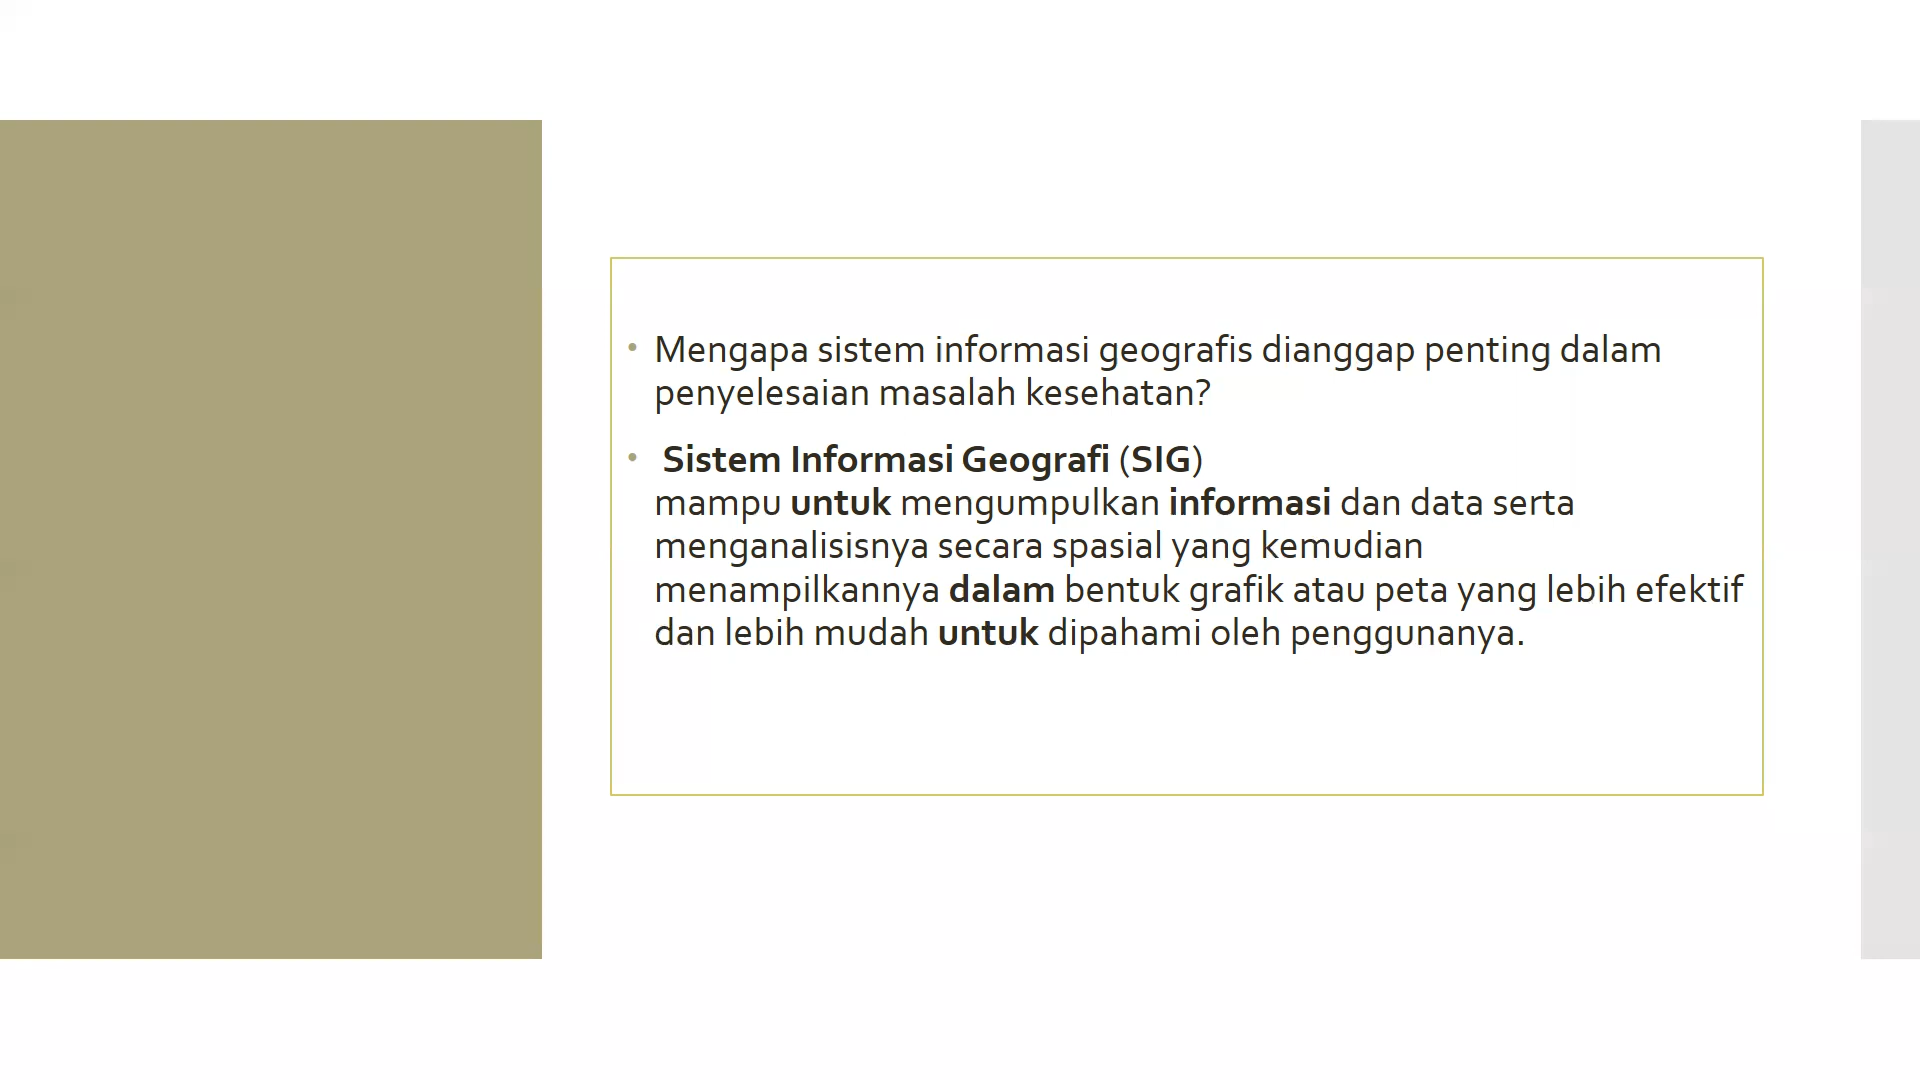 • Mengapa sistem informasi geografis dianggap penting dalam
penyelesaian masalah kesehatan?
• Sistem Informasi Geografi (SIG)
mampu untuk mengumpulkan informasi dan data serta
menganalisisnya secara spasial yang kemudian
menampilkannya dalam bentuk grafik atau peta yang lebih efektif
dan lebih mudah untuk dipahami oleh penggunanya.